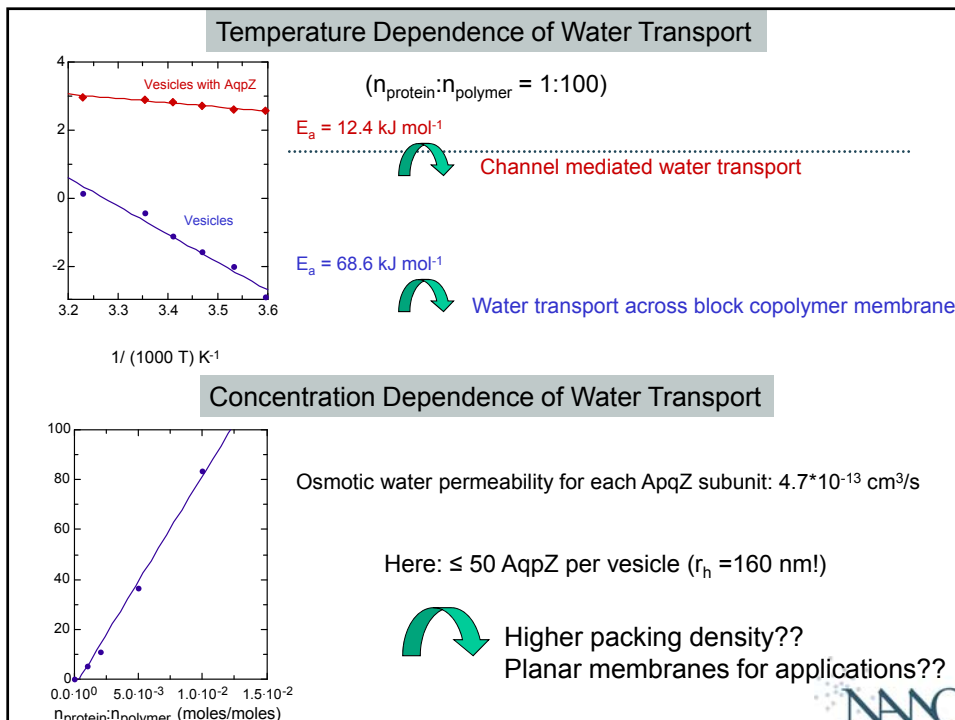 Temperature Dependence of Water Transport
4
2
0
-2
Vesicles with AqpZ
Vesicles
3.2 3.3 3.4 3.5 3.6
1/ (1000 T) K-1
(nprotein:npolymer = 1:100)
Ea = 12.4 kJ mol-1
Channel mediated water transport
Ea = 68.6 kJ mol-1
Water transport across block copolymer membrane
Concentration Dependence of Water Transport
100
80
60
40
20
0
0.0·10⁰ 5.0·10⁻³ 1.0·10⁻² 1.5·10⁻²
nprotein:npolymer (moles/moles)
Osmotic water permeability for each ApqZ subunit: 4.7*10-13 cm3/s
Here: ≤ 50 AqpZ per vesicle (rh =160 nm!)
Higher packing density??
Planar membranes for applications??